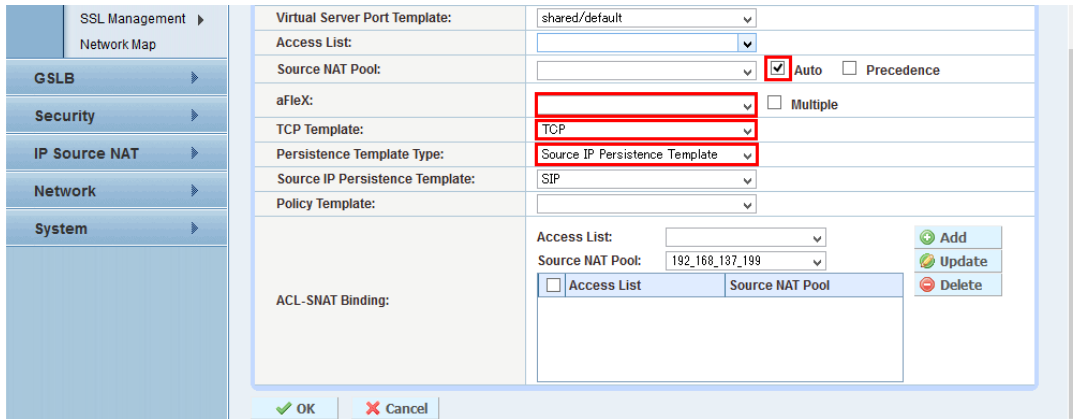 SSL Management
Network Map
GSLB
Security
IP Source NAT
Network
System
Virtual Server Port Template: shared/default
Access List:
Source NAT Pool: Auto Precedence
aFleX: Multiple
TCP Template: TCP
Persistence Template Type: Source IP Persistence Template
Source IP Persistence Template: SIP
Policy Template:
ACL-SNAT Binding:
Access List: Add
Source NAT Pool: 192_168_137_199 Update
Access List Source NAT Pool Delete
OK Cancel